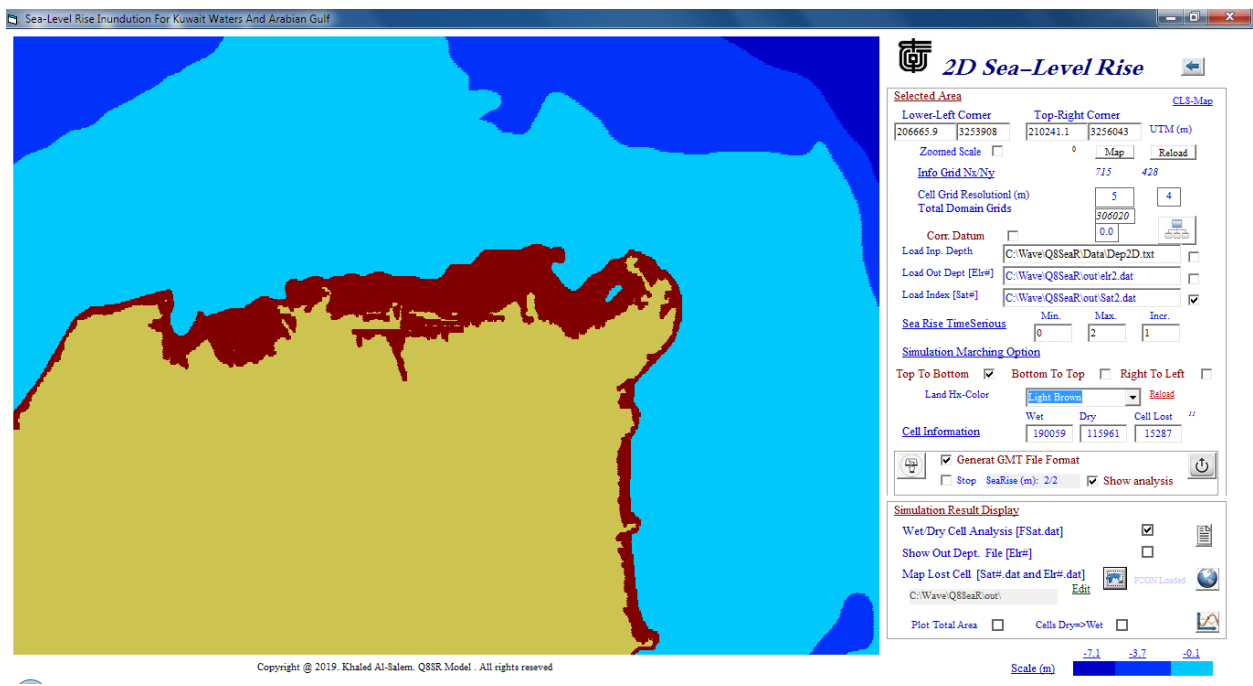 Sea-Level Rise Inundution For Kuwait Waters And Arabian Gulf
2D Sea-Level Rise
Selected Area
CLS-Map
Lower-Left Corner Top-Right Corner
206665.9 3253908 210241.1 3256043 UTM (m)
Zoomed Scale 0 Map Reload
Info Grid Nx/Ny 715 428
Cell Grid Resolutionl (m) 5 4
Total Domain Grids 306020
Corr. Datum 0.0
Load Inp. Depth C:\Wave\Q8SeaR\Data\Dep2D.txt
Load Out Dept [Elr#] C:\Wave\Q8SeaR\out\elr2.dat
Load Index [Sat#] C:\Wave\Q8SeaR\out\Sat2.dat
Min. Max. Incr.
Sea Rise TimeSerious 0 2 1
Simulation Marching Option
Top To Bottom Bottom To Top Right To Left
Land Hx-Color Light Brown Reload
Wet Dry Cell Lost 11
Cell Information 190059 115961 15287
Generat GMT File Format
Stop SeaRise (m): 2/2 Show analysis
Simulation Result Display
Wet/Dry Cell Analysis [FSat.dat]
Show Out Dept. File [Elr#]
Map Lost Cell [Sat#.dat and Elr#.dat] FCON Loaded
C:\Wave\Q8SeaR\out\ Edit
Plot Total Area Cells Dry=>Wet
Copyright @ 2019. Khaled Al-Salem. Q8SR Model . All rights reseved
-7.1 -3.7 -0.1
Scale (m)